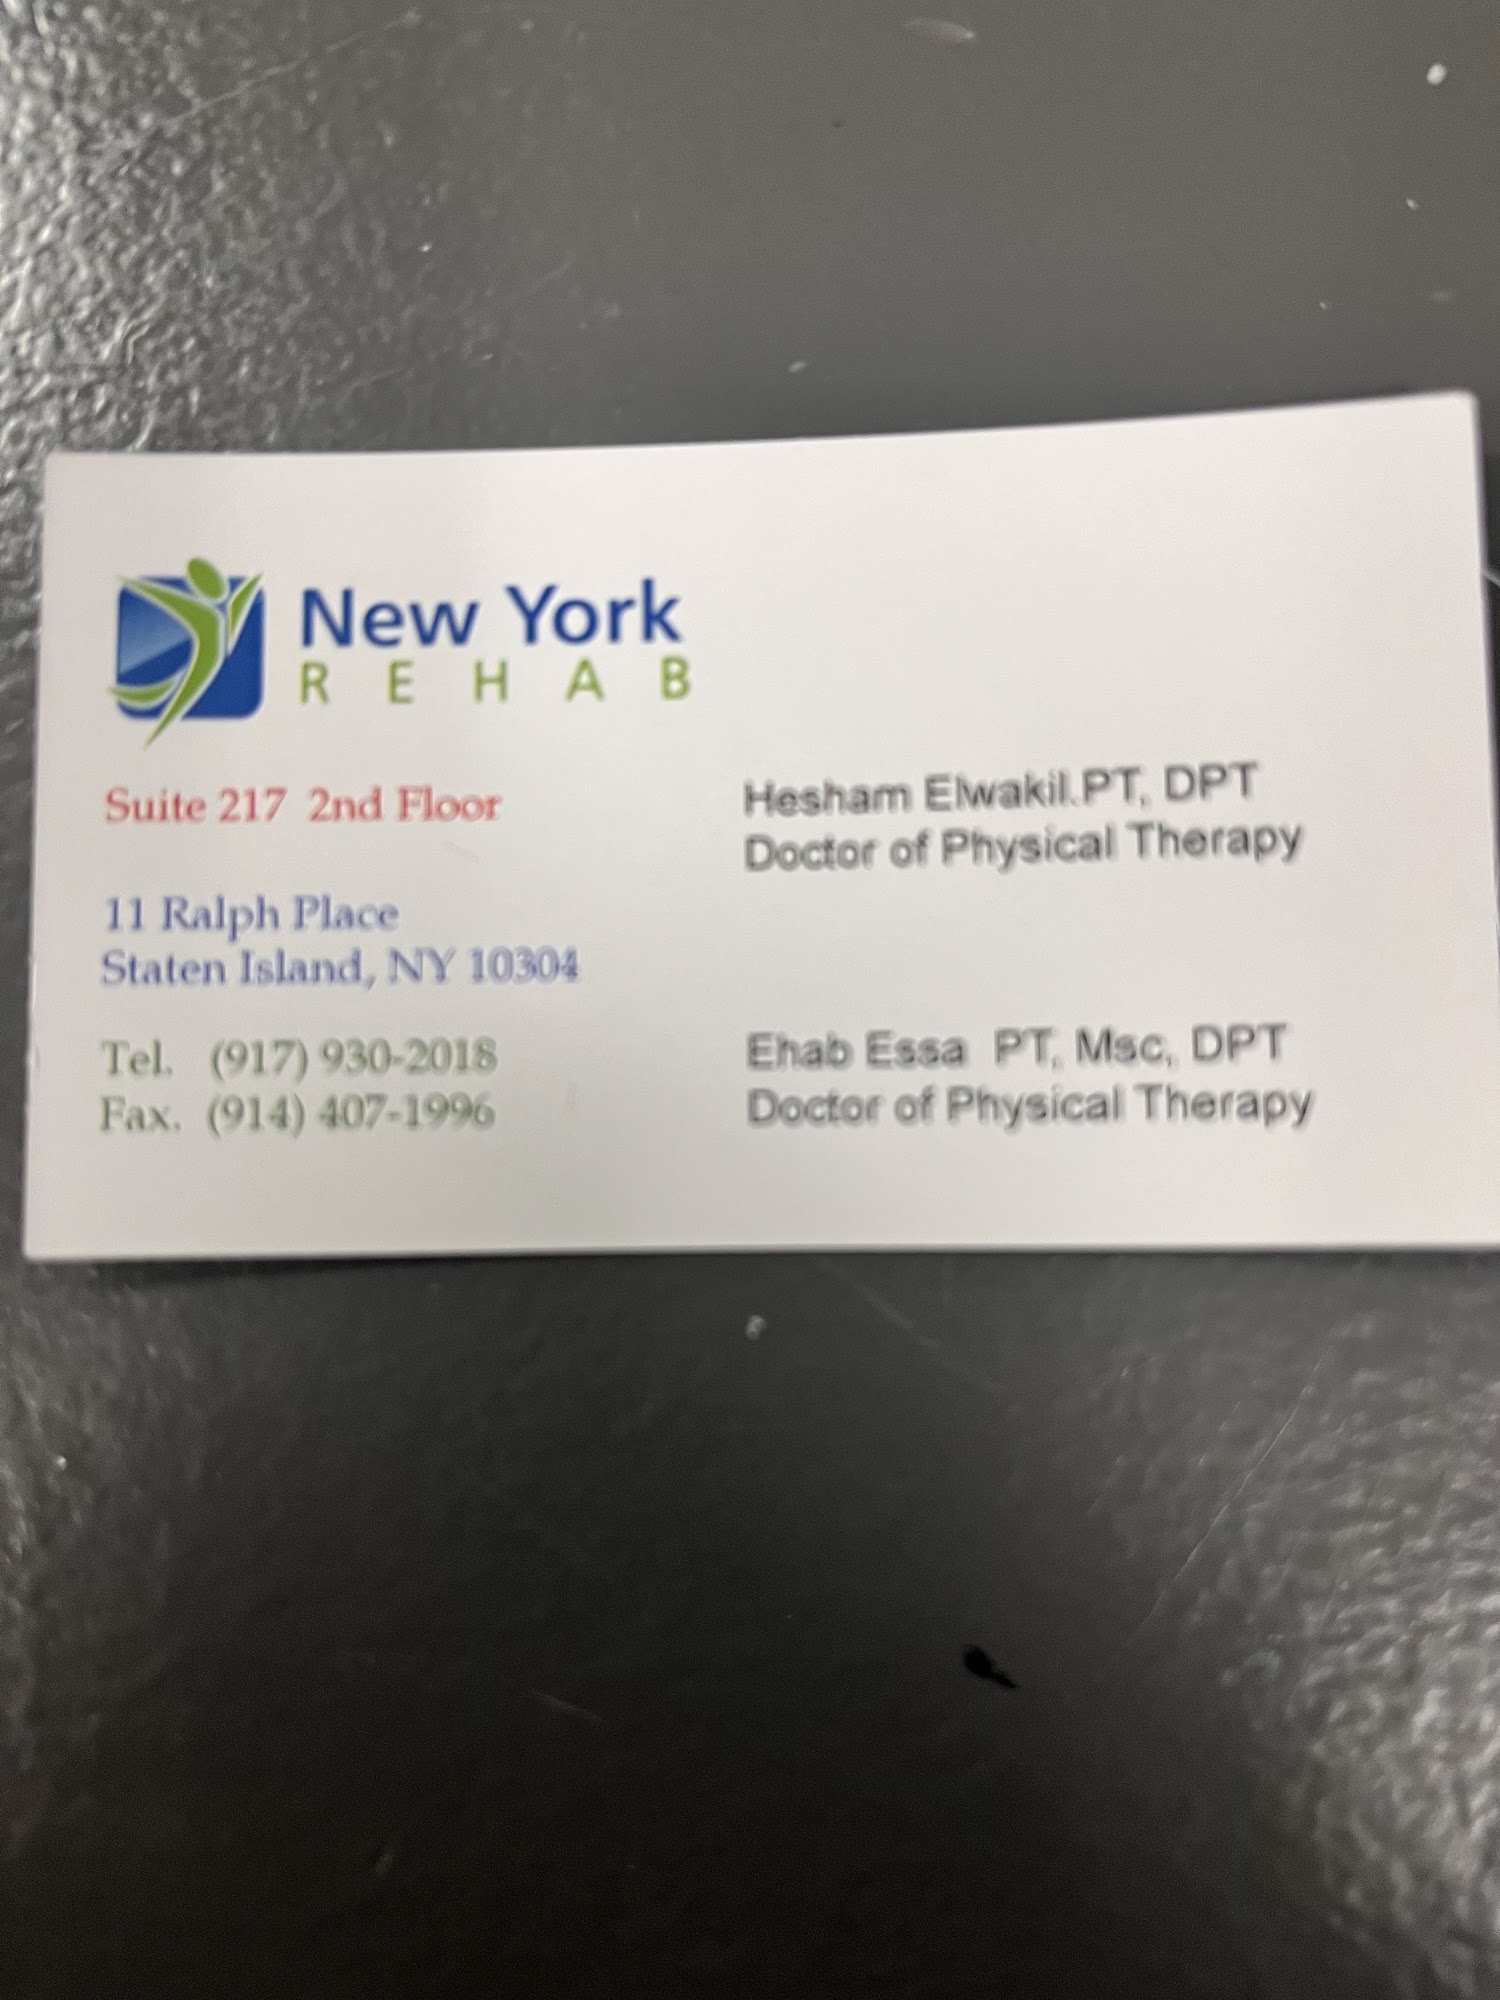 New York
REHAB
Suite 217 2nd Floor
11 Ralph Place
Staten Island, NY 10304
Tel. (917) 930-2018
Fax. (914) 407-1996
Hesham Elwakil.PT, DPT
Doctor of Physical Therapy
Ehab Essa PT, Msc, DPT
Doctor of Physical Therapy